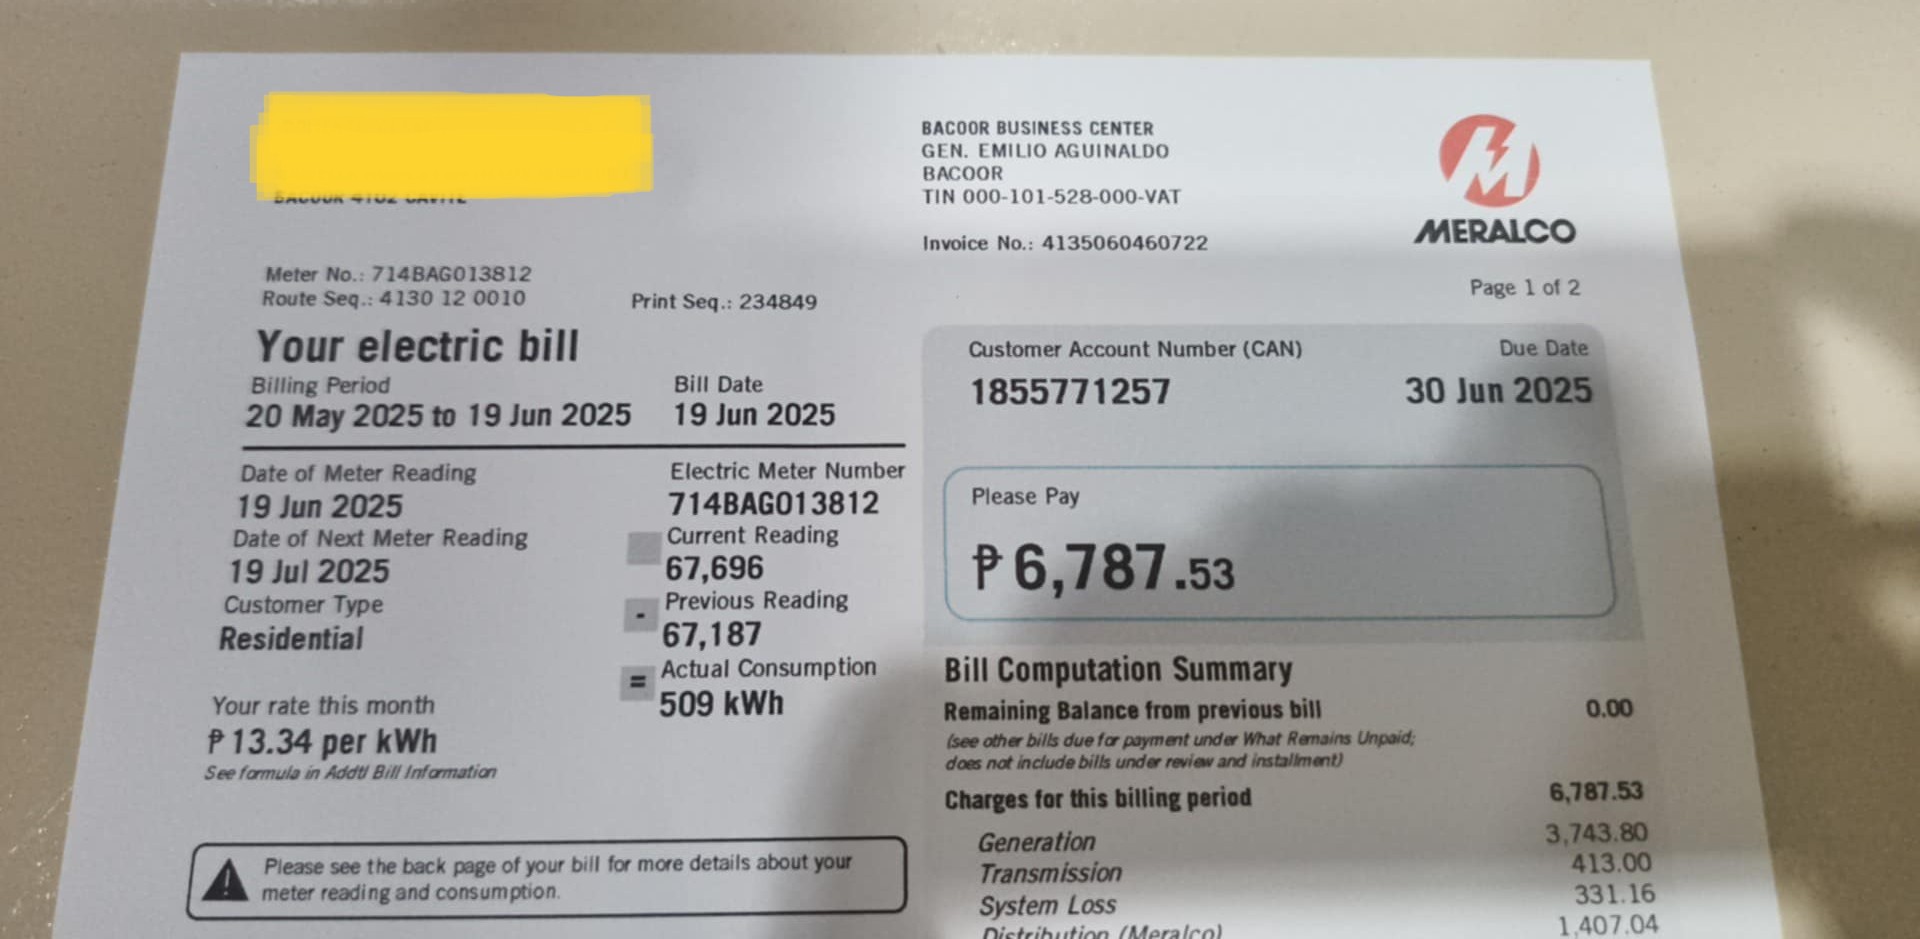 BACOOR 4102 CAVITE
BACOOR BUSINESS CENTER
GEN. EMILIO AGUINALDO
BACOOR
TIN 000-101-528-000-VAT
Invoice No.: 4135060460722
MERALCO
Page 1 of 2
Meter No.: 714BAG013812
Route Seq.: 4130 12 0010
Print Seq.: 234849
Your electric bill
Billing Period
20 May 2025 to 19 Jun 2025
Bill Date
19 Jun 2025
Date of Meter Reading
19 Jun 2025
Date of Next Meter Reading
19 Jul 2025
Customer Type
Residential
Your rate this month
₱ 13.34 per kWh
See formula in Addtl Bill Information
Electric Meter Number
714BAG013812
Current Reading
67,696
- Previous Reading
67,187
= Actual Consumption
509 kWh
Please see the back page of your bill for more details about your
meter reading and consumption.
Customer Account Number (CAN)
1855771257
Due Date
30 Jun 2025
Please Pay
₱ 6,787.53
Bill Computation Summary
Remaining Balance from previous bill 0.00
(see other bills due for payment under What Remains Unpaid;
does not include bills under review and installment)
Charges for this billing period 6,787.53
Generation 3,743.80
Transmission 413.00
System Loss 331.16
Distribution (Meralco) 1,407.04